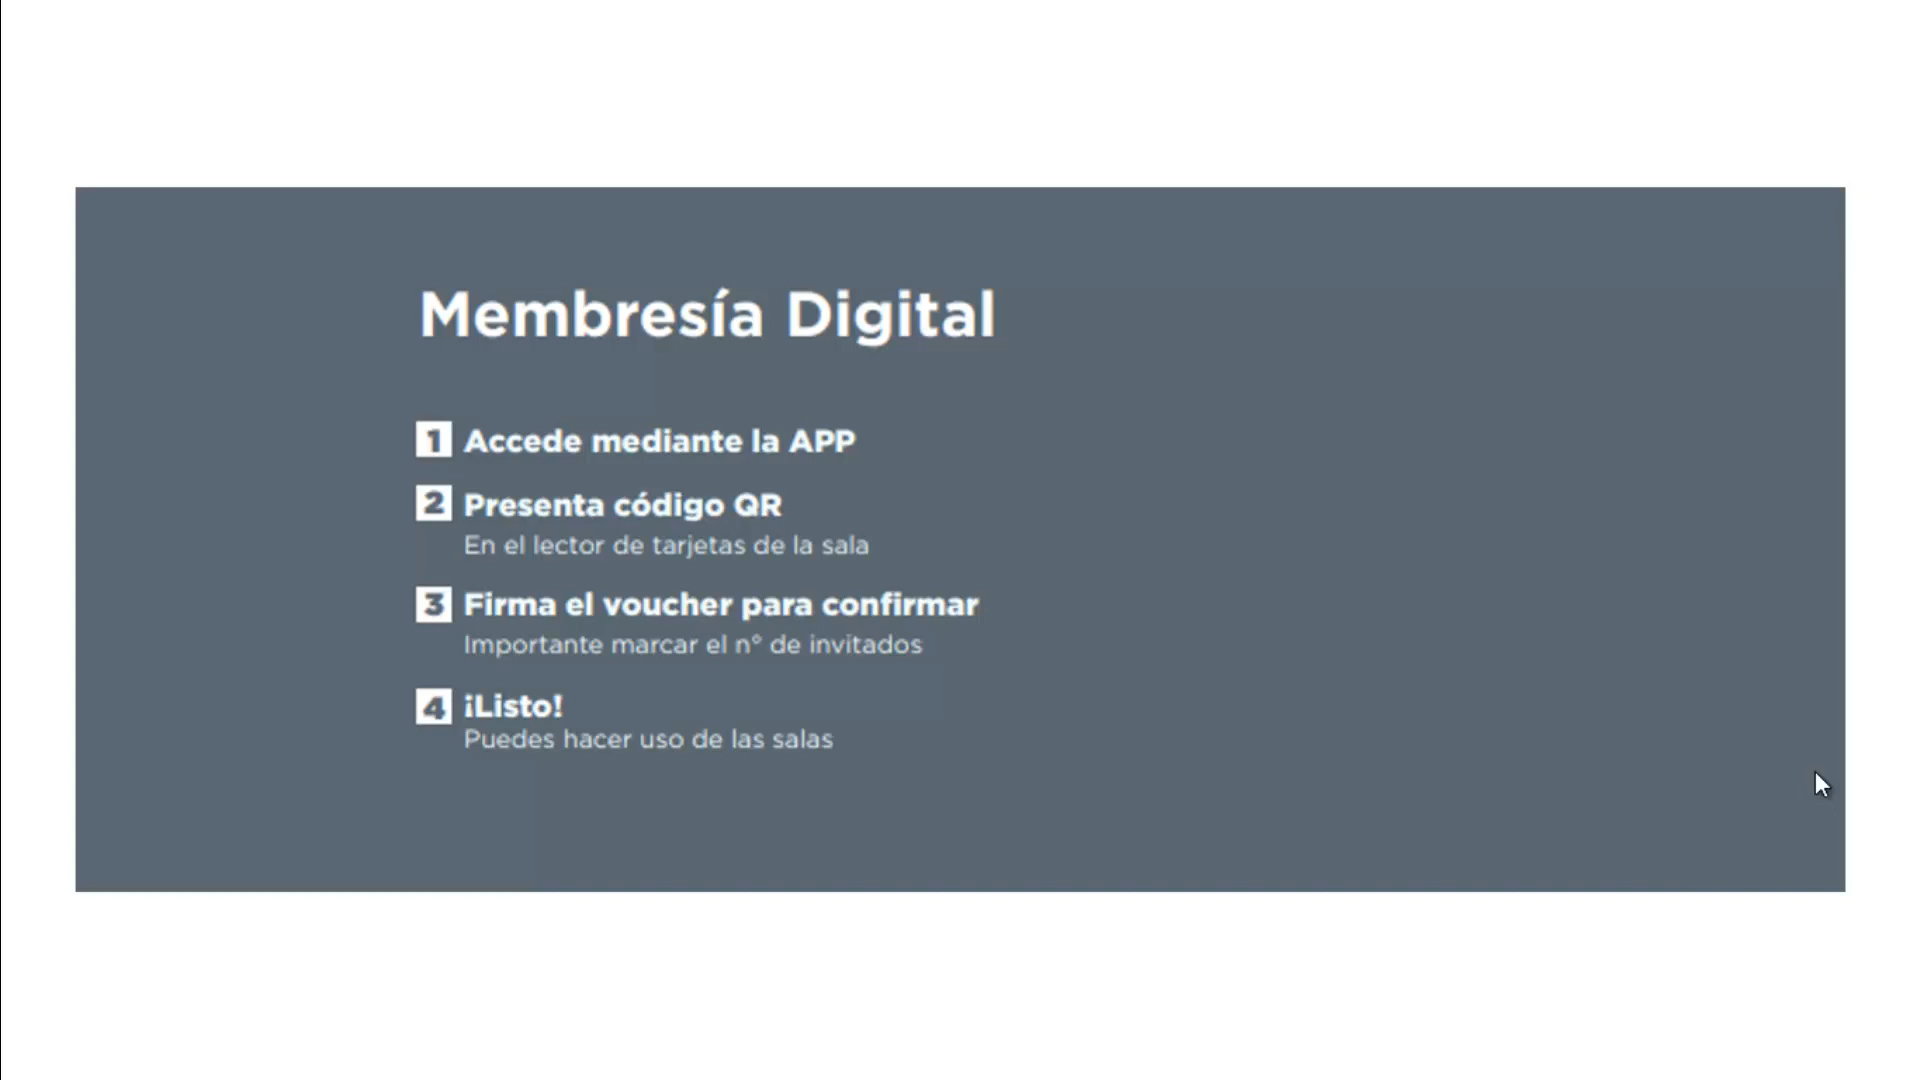 Membresía Digital
1 Accede mediante la APP
2 Presenta código QR
En el lector de tarjetas de la sala
3 Firma el voucher para confirmar
Importante marcar el n° de invitados
4 ¡Listo!
Puedes hacer uso de las salas